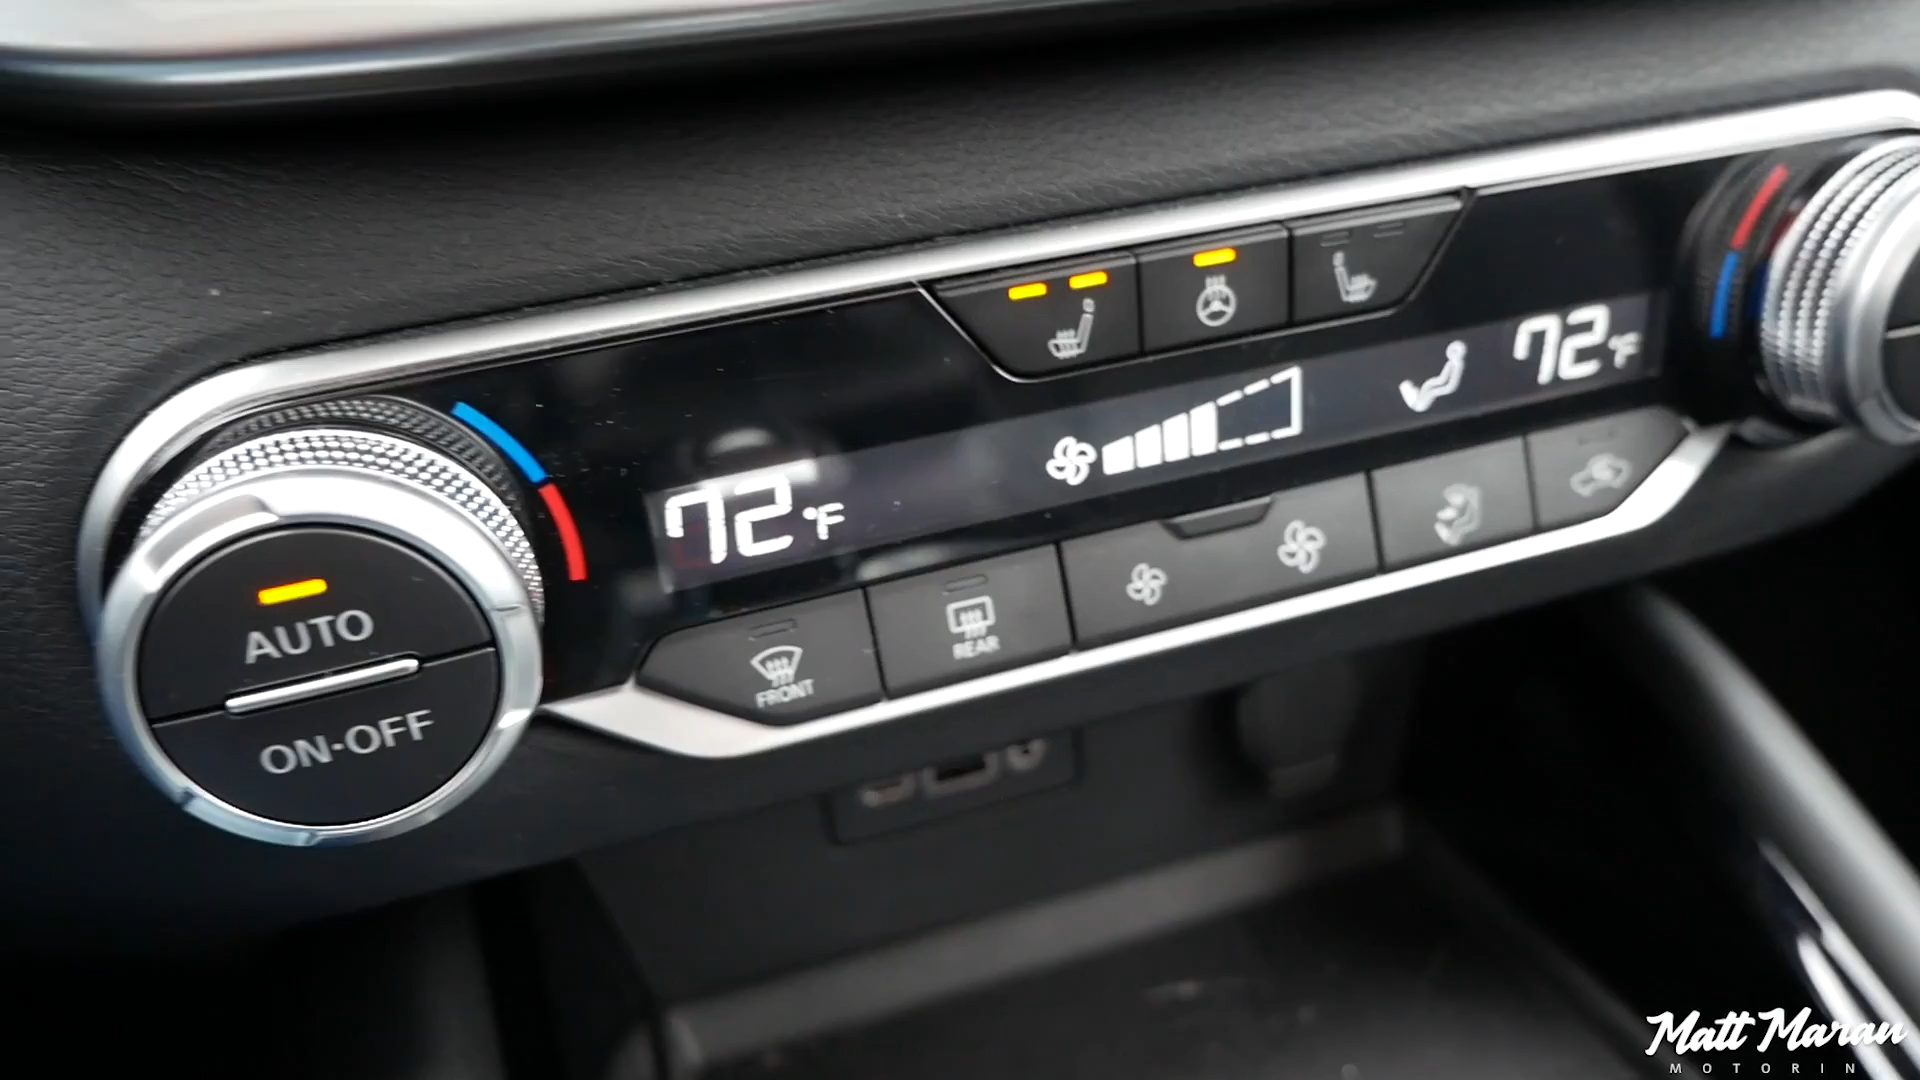 72°F
72°F
AUTO
ON·OFF
FRONT
REAR
Matt Maran
MOTORIN